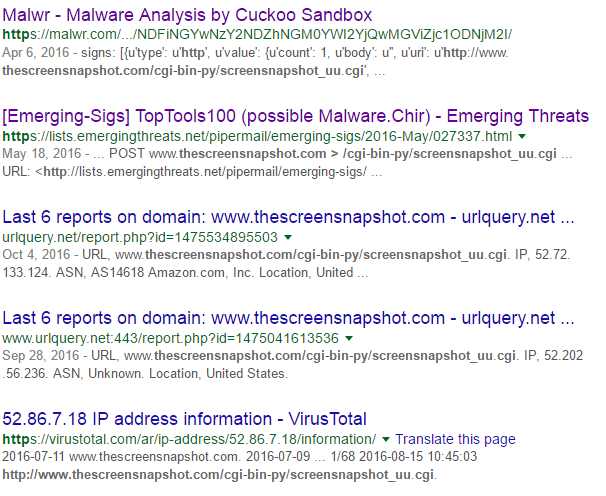 Malwr - Malware Analysis by Cuckoo Sandbox
https://malwr.com/.../NDFiNGYwNzY2NDZhNGM0YWI2YjQwMGViZjc1ODNjM2I/
Apr 6, 2016 - signs: [{u'type': u'http', u'value': {u'count': 1, u'body': u'', u'uri': u'http://www.
thescreensnapshot.com/cgi-bin-py/screensnapshot_uu.cgi', ...
[Emerging-Sigs] TopTools100 (possible Malware.Chir) - Emerging Threats
https://lists.emergingthreats.net/pipermail/emerging-sigs/2016-May/027337.html
May 18, 2016 - ... POST www.thescreensnapshot.com > /cgi-bin-py/screensnapshot_uu.cgi ...
URL: <http://lists.emergingthreats.net/pipermail/emerging-sigs/ ...
Last 6 reports on domain: www.thescreensnapshot.com - urlquery.net ...
urlquery.net/report.php?id=1475534895503
Oct 4, 2016 - URL, www.thescreensnapshot.com/cgi-bin-py/screensnapshot_uu.cgi. IP, 52.72.
133.124. ASN, AS14618 Amazon.com, Inc. Location, United ...
Last 6 reports on domain: www.thescreensnapshot.com - urlquery.net ...
www.urlquery.net:443/report.php?id=1475041613536
Sep 28, 2016 - URL, www.thescreensnapshot.com/cgi-bin-py/screensnapshot_uu.cgi. IP, 52.202
.56.236. ASN, Unknown. Location, United States.
52.86.7.18 IP address information - VirusTotal
https://virustotal.com/ar/ip-address/52.86.7.18/information/ Translate this page
2016-07-11 www.thescreensnapshot.com. 2016-07-09 ... 1/68 2016-08-15 10:45:03
http://www.thescreensnapshot.com/cgi-bin-py/screensnapshot_uu.cgi.